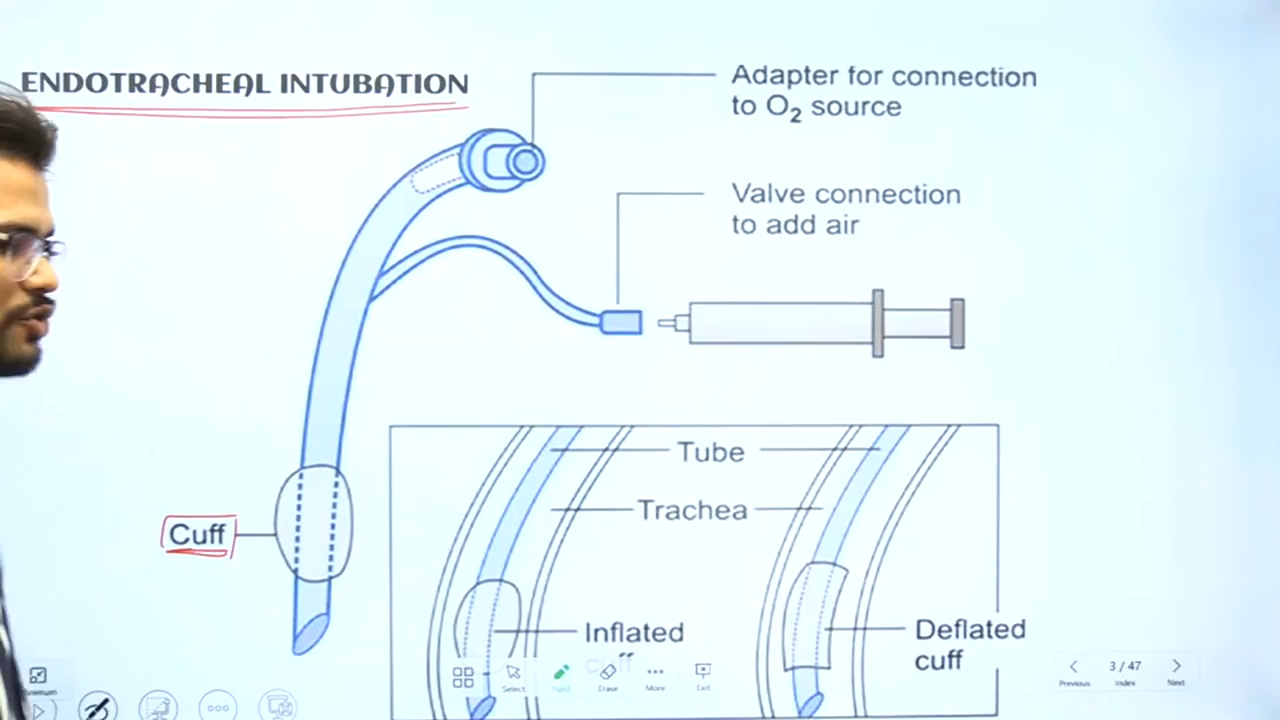 ENDOTRACHEAL INTUBATION
Adapter for connection
to O₂ source
Valve connection
to add air
Cuff
Tube
Trachea
Inflated
Deflated
cuff
Select
Erase
More
Exit
Previous
3 / 47
Index
Next